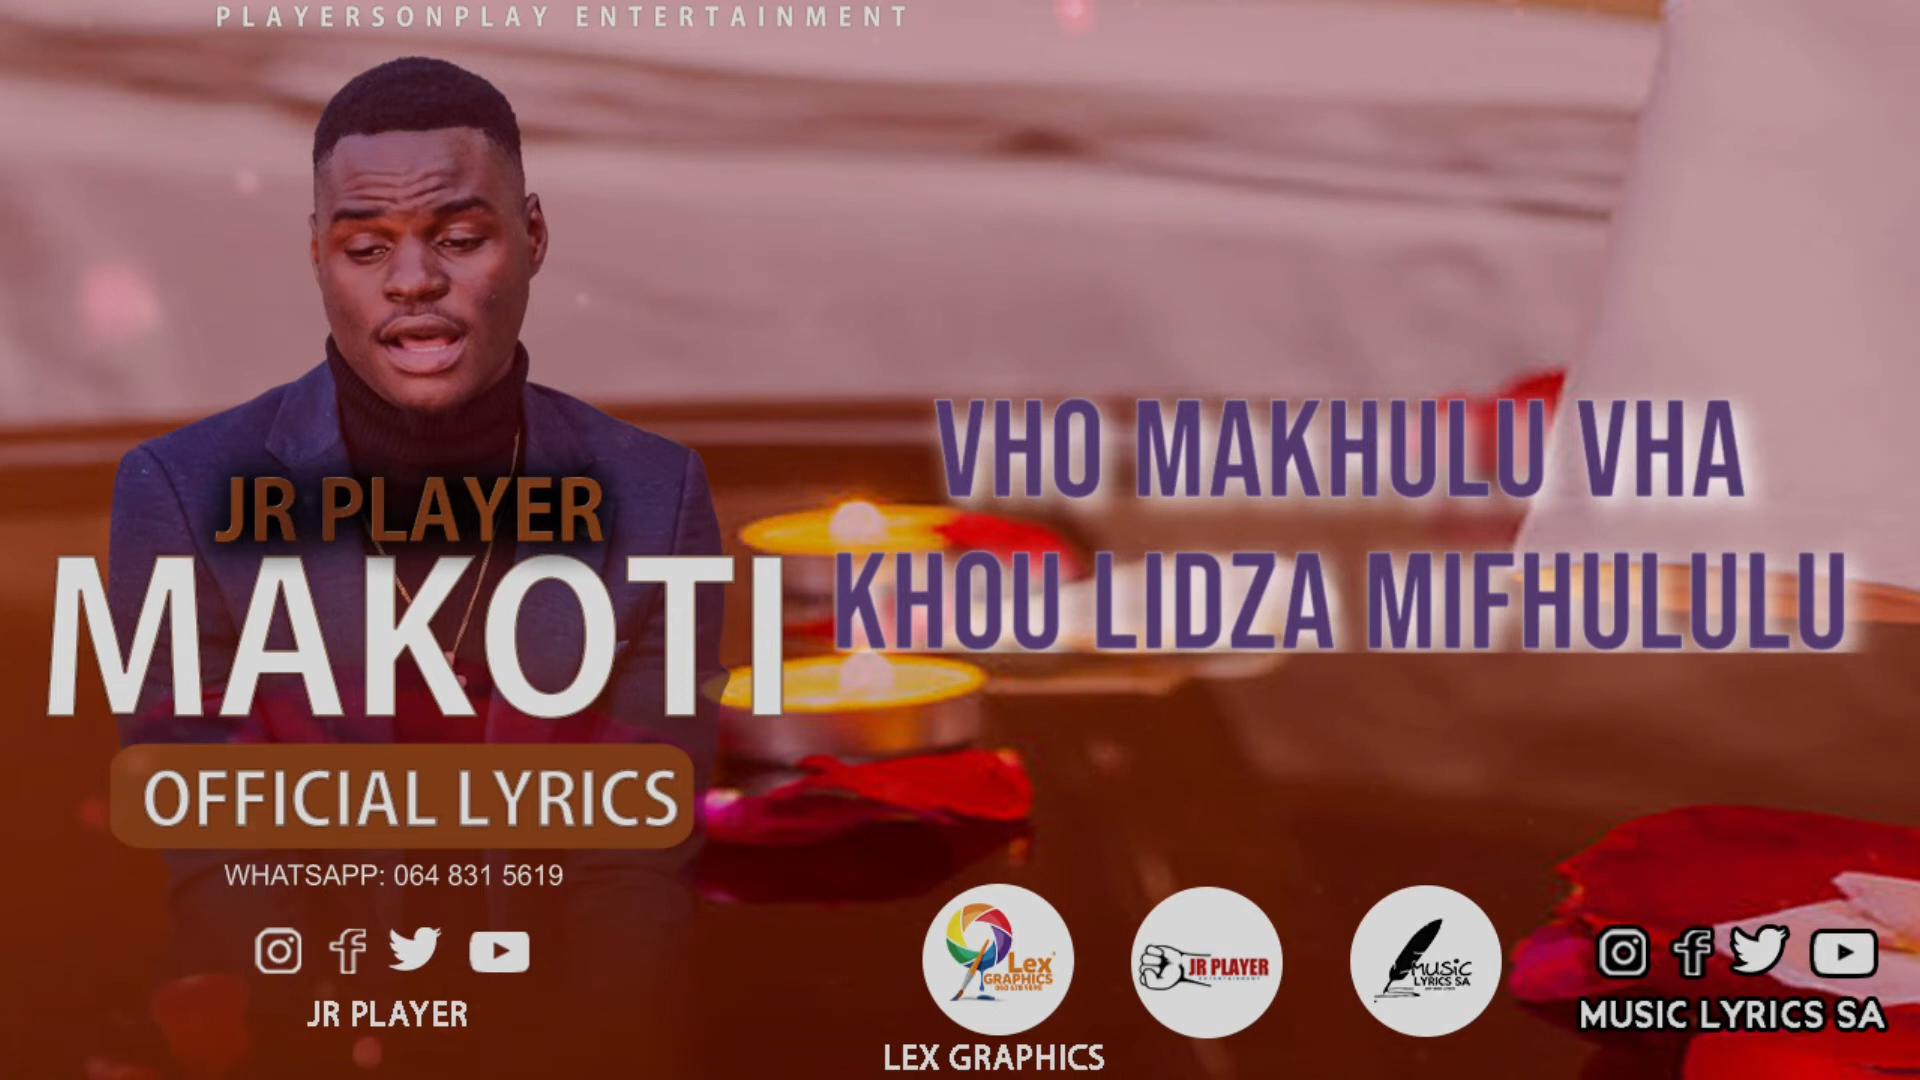 PLAYERSONPLAY ENTERTAINMENT
JR PLAYER
MAKOTI
OFFICIAL LYRICS
WHATSAPP: 064 831 5619
JR PLAYER
VHO MAKHULU VHA
KHOU LIDZA MIFHULULU
Lex
GRAPHICS
LEX GRAPHICS
JR PLAYER
ENTERTAINMENT
MUSIC
LYRICS SA
MUSIC LYRICS SA